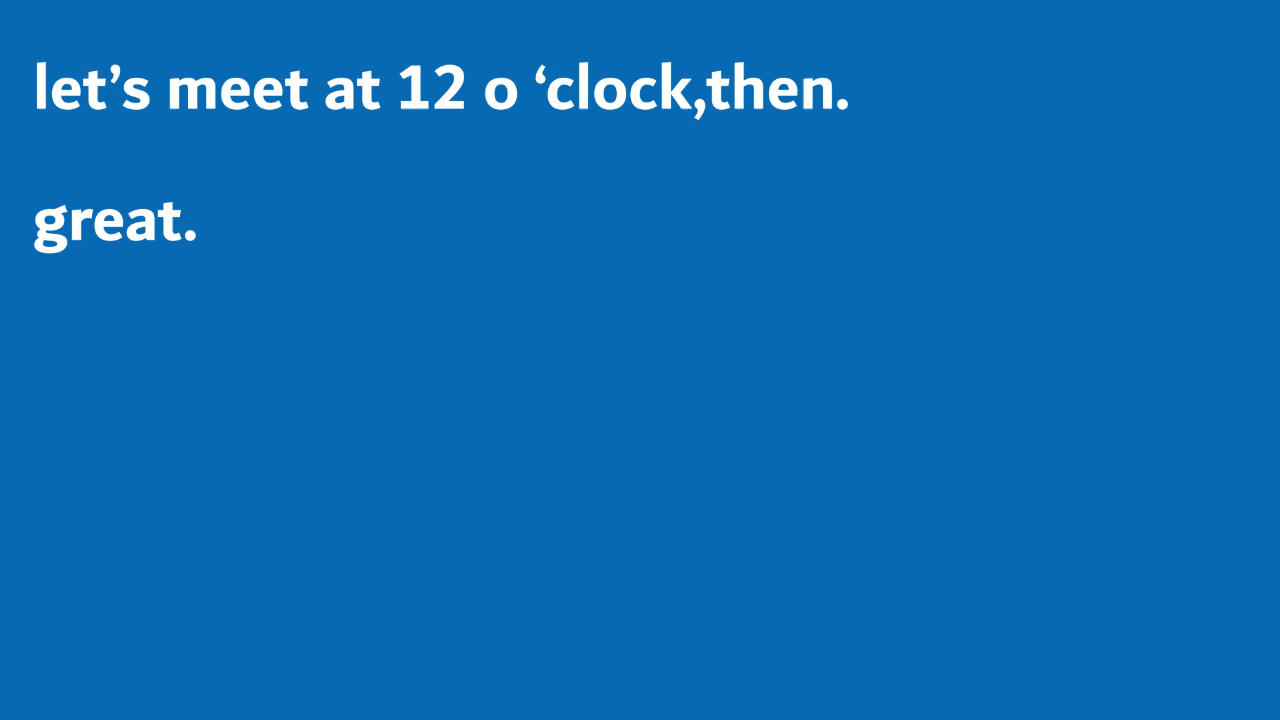 let’s meet at 12 o ‘clock,then.
great.